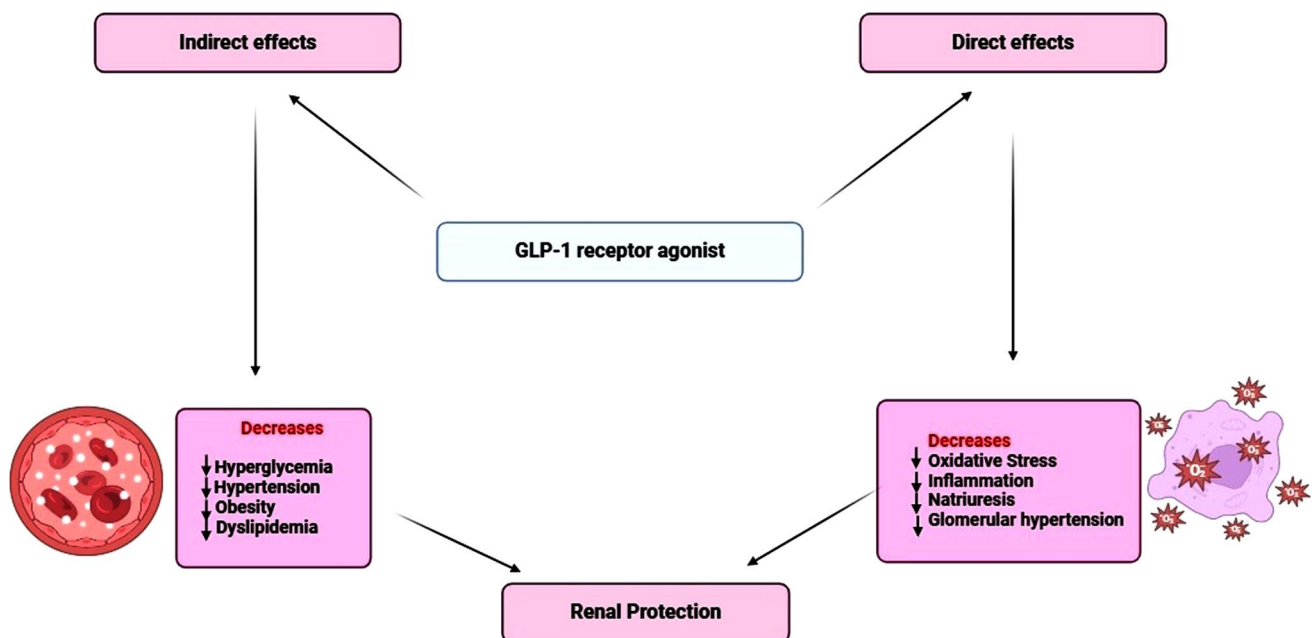 Indirect effects
Direct effects
GLP-1 receptor agonist
Decreases
↓ Hyperglycemia
↓ Hypertension
↓ Obesity
↓ Dyslipidemia
Decreases
↓ Oxidative Stress
↓ Inflammation
↓ Natriuresis
↓ Glomerular hypertension
Renal Protection